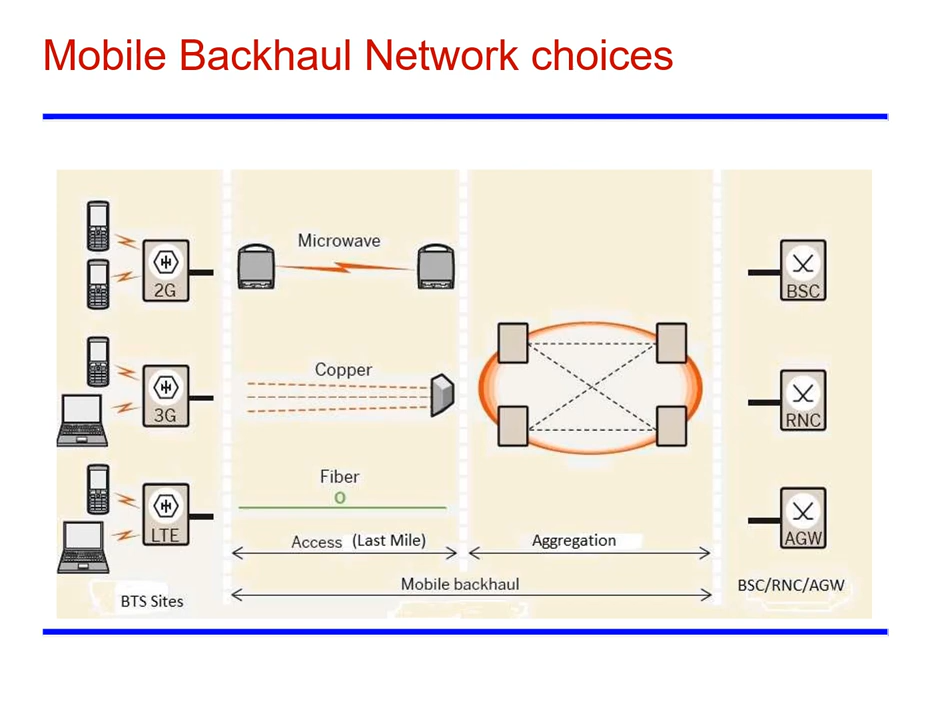 Mobile Backhaul Network choices
Microwave
2G
BSC
Copper
3G
RNC
Fiber
LTE
AGW
Access (Last Mile)
Aggregation
Mobile backhaul
BTS Sites
BSC/RNC/AGW